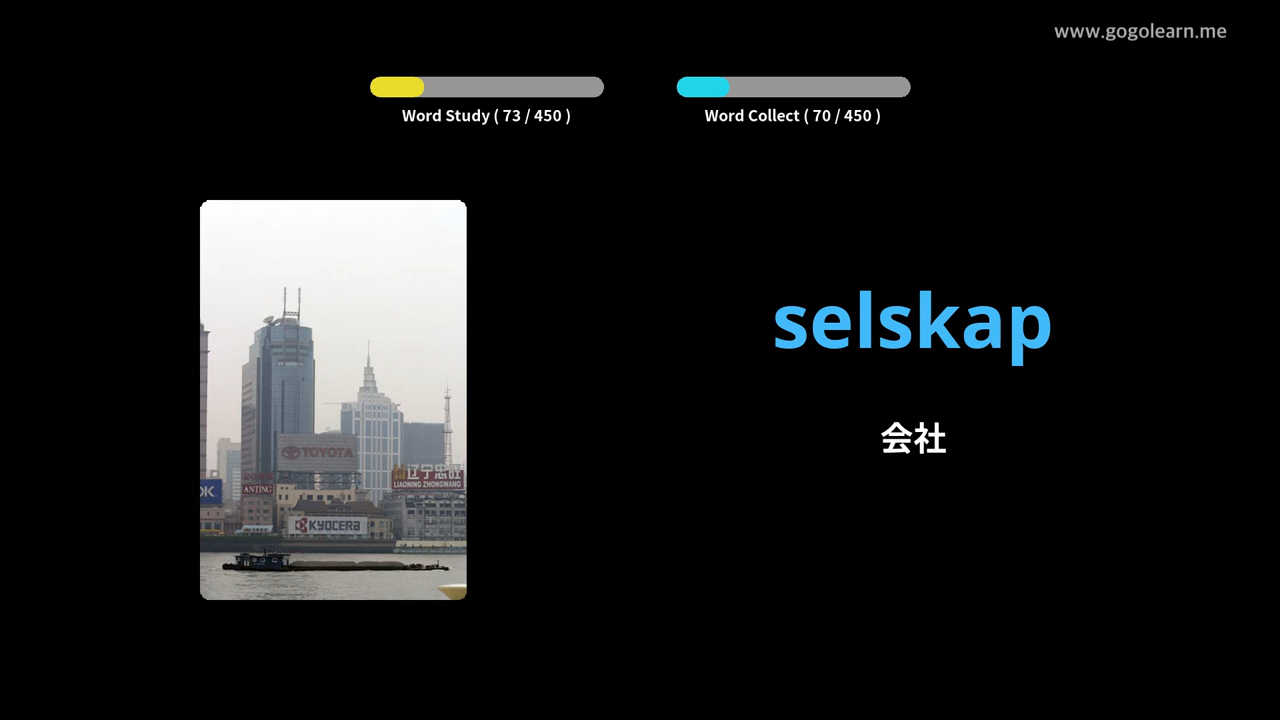 www.gogolearn.me
Word Study ( 73 / 450 )
Word Collect ( 70 / 450 )
selskap
会社
TOYOTA
辽宁忠旺
LIAONING ZHONGWANG
OK
ANTING
KYOCERA